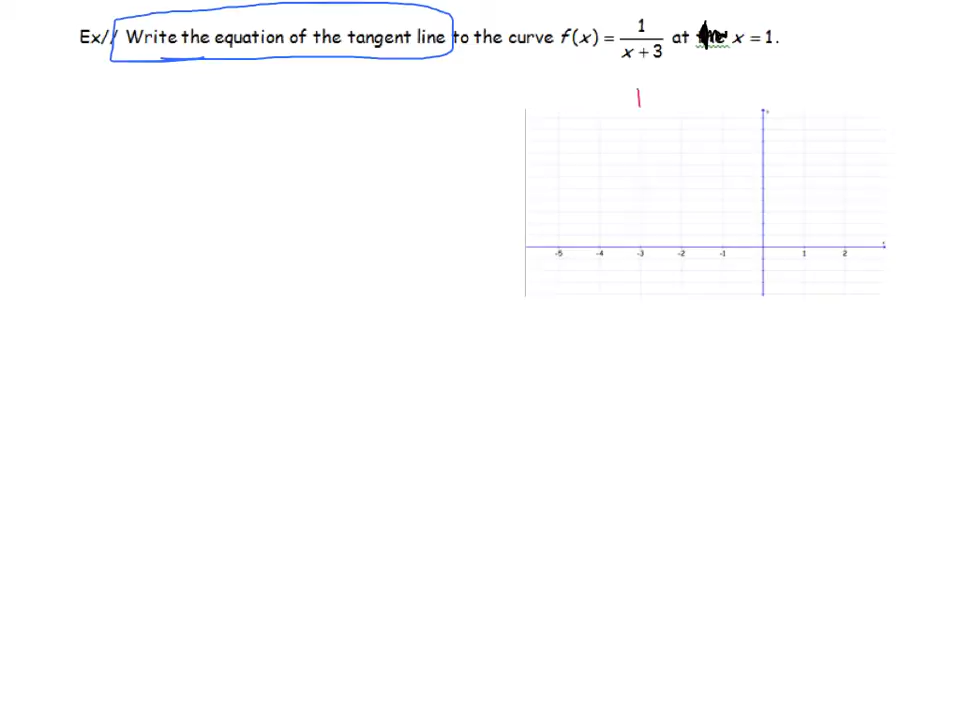 Ex// Write the equation of the tangent line to the curve f(x) = 1/(x + 3) at the x = 1.
-5 -4 -3 -2 -1 1 2